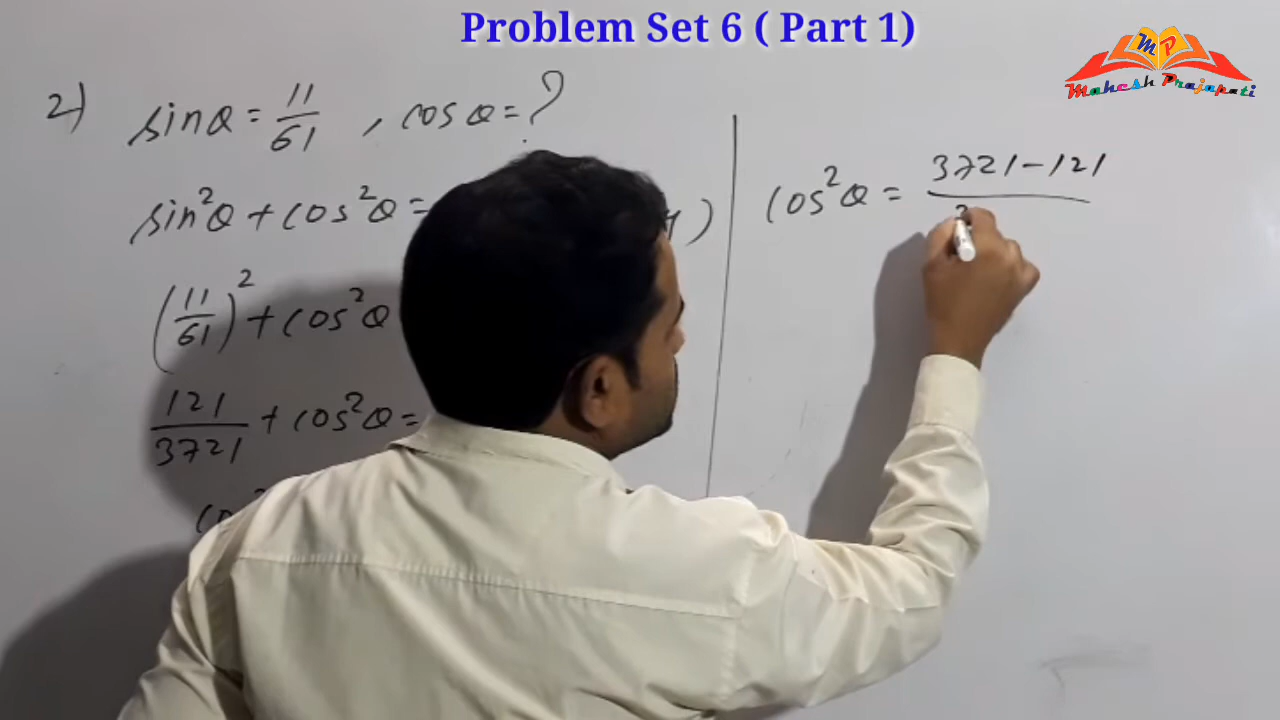 Problem Set 6 ( Part 1)
MP
Mahesh Prajapati
2) sinθ = 11/61 , cosθ = ?
sin²θ + cos²θ =
(11/61)² + cos²θ
121/3721 + cos²θ =
cos²θ = 3721 - 121